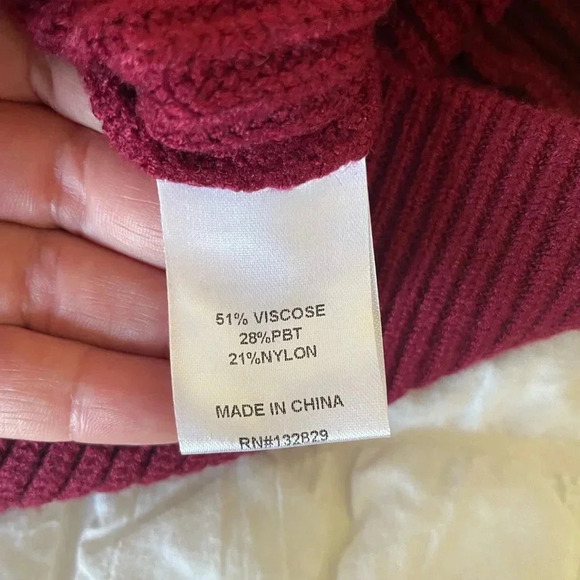 51% VISCOSE
28%PBT
21%NYLON
MADE IN CHINA
RN#132829